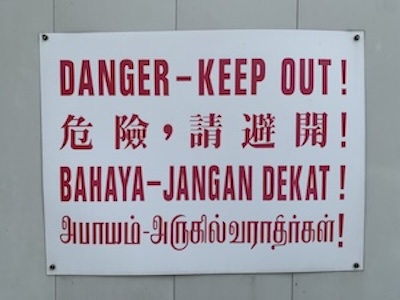 DANGER – KEEP OUT !
危險，請避開！
BAHAYA – JANGAN DEKAT !
அபாயம்-அருகில் வராதீர்கள்!